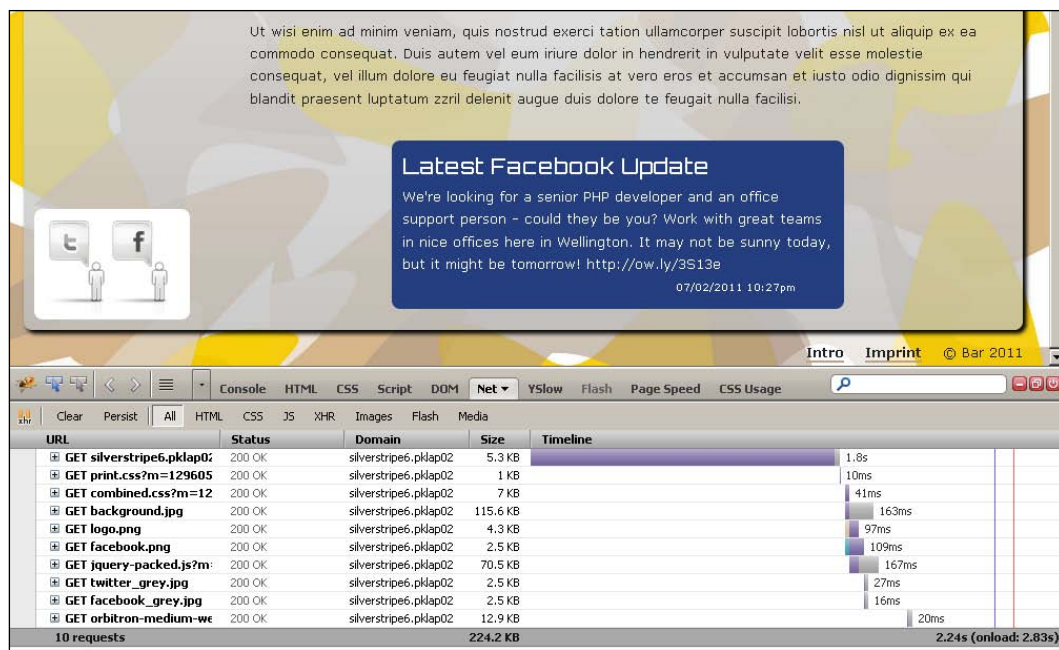 Ut wisi enim ad minim veniam, quis nostrud exerci tation ullamcorper suscipit lobortis nisl ut aliquip ex ea
commodo consequat. Duis autem vel eum iriure dolor in hendrerit in vulputate velit esse molestie
consequat, vel illum dolore eu feugiat nulla facilisis at vero eros et accumsan et iusto odio dignissim qui
blandit praesent luptatum zzril delenit augue duis dolore te feugait nulla facilisi.
Latest Facebook Update
We're looking for a senior PHP developer and an office
support person – could they be you? Work with great teams
in nice offices here in Wellington. It may not be sunny today,
but it might be tomorrow! http://ow.ly/3S13e
07/02/2011 10:27pm
t f
Intro Imprint © Bar 2011
Console HTML CSS Script DOM Net YSlow Flash Page Speed CSS Usage
xhr Clear Persist All HTML CSS JS XHR Images Flash Media
URL Status Domain Size Timeline
GET silverstripe6.pklap02 200 OK silverstripe6.pklap02 5.3 KB 1.8s
GET print.css?m=129605 200 OK silverstripe6.pklap02 1 KB 10ms
GET combined.css?m=12 200 OK silverstripe6.pklap02 7 KB 41ms
GET background.jpg 200 OK silverstripe6.pklap02 115.6 KB 163ms
GET logo.png 200 OK silverstripe6.pklap02 4.3 KB 97ms
GET facebook.png 200 OK silverstripe6.pklap02 2.5 KB 109ms
GET jquery-packed.js?m= 200 OK silverstripe6.pklap02 70.5 KB 167ms
GET twitter_grey.jpg 200 OK silverstripe6.pklap02 2.5 KB 27ms
GET facebook_grey.jpg 200 OK silverstripe6.pklap02 2.5 KB 16ms
GET orbitron-medium-we 200 OK silverstripe6.pklap02 12.9 KB 20ms
10 requests 224.2 KB 2.24s (onload: 2.83s)